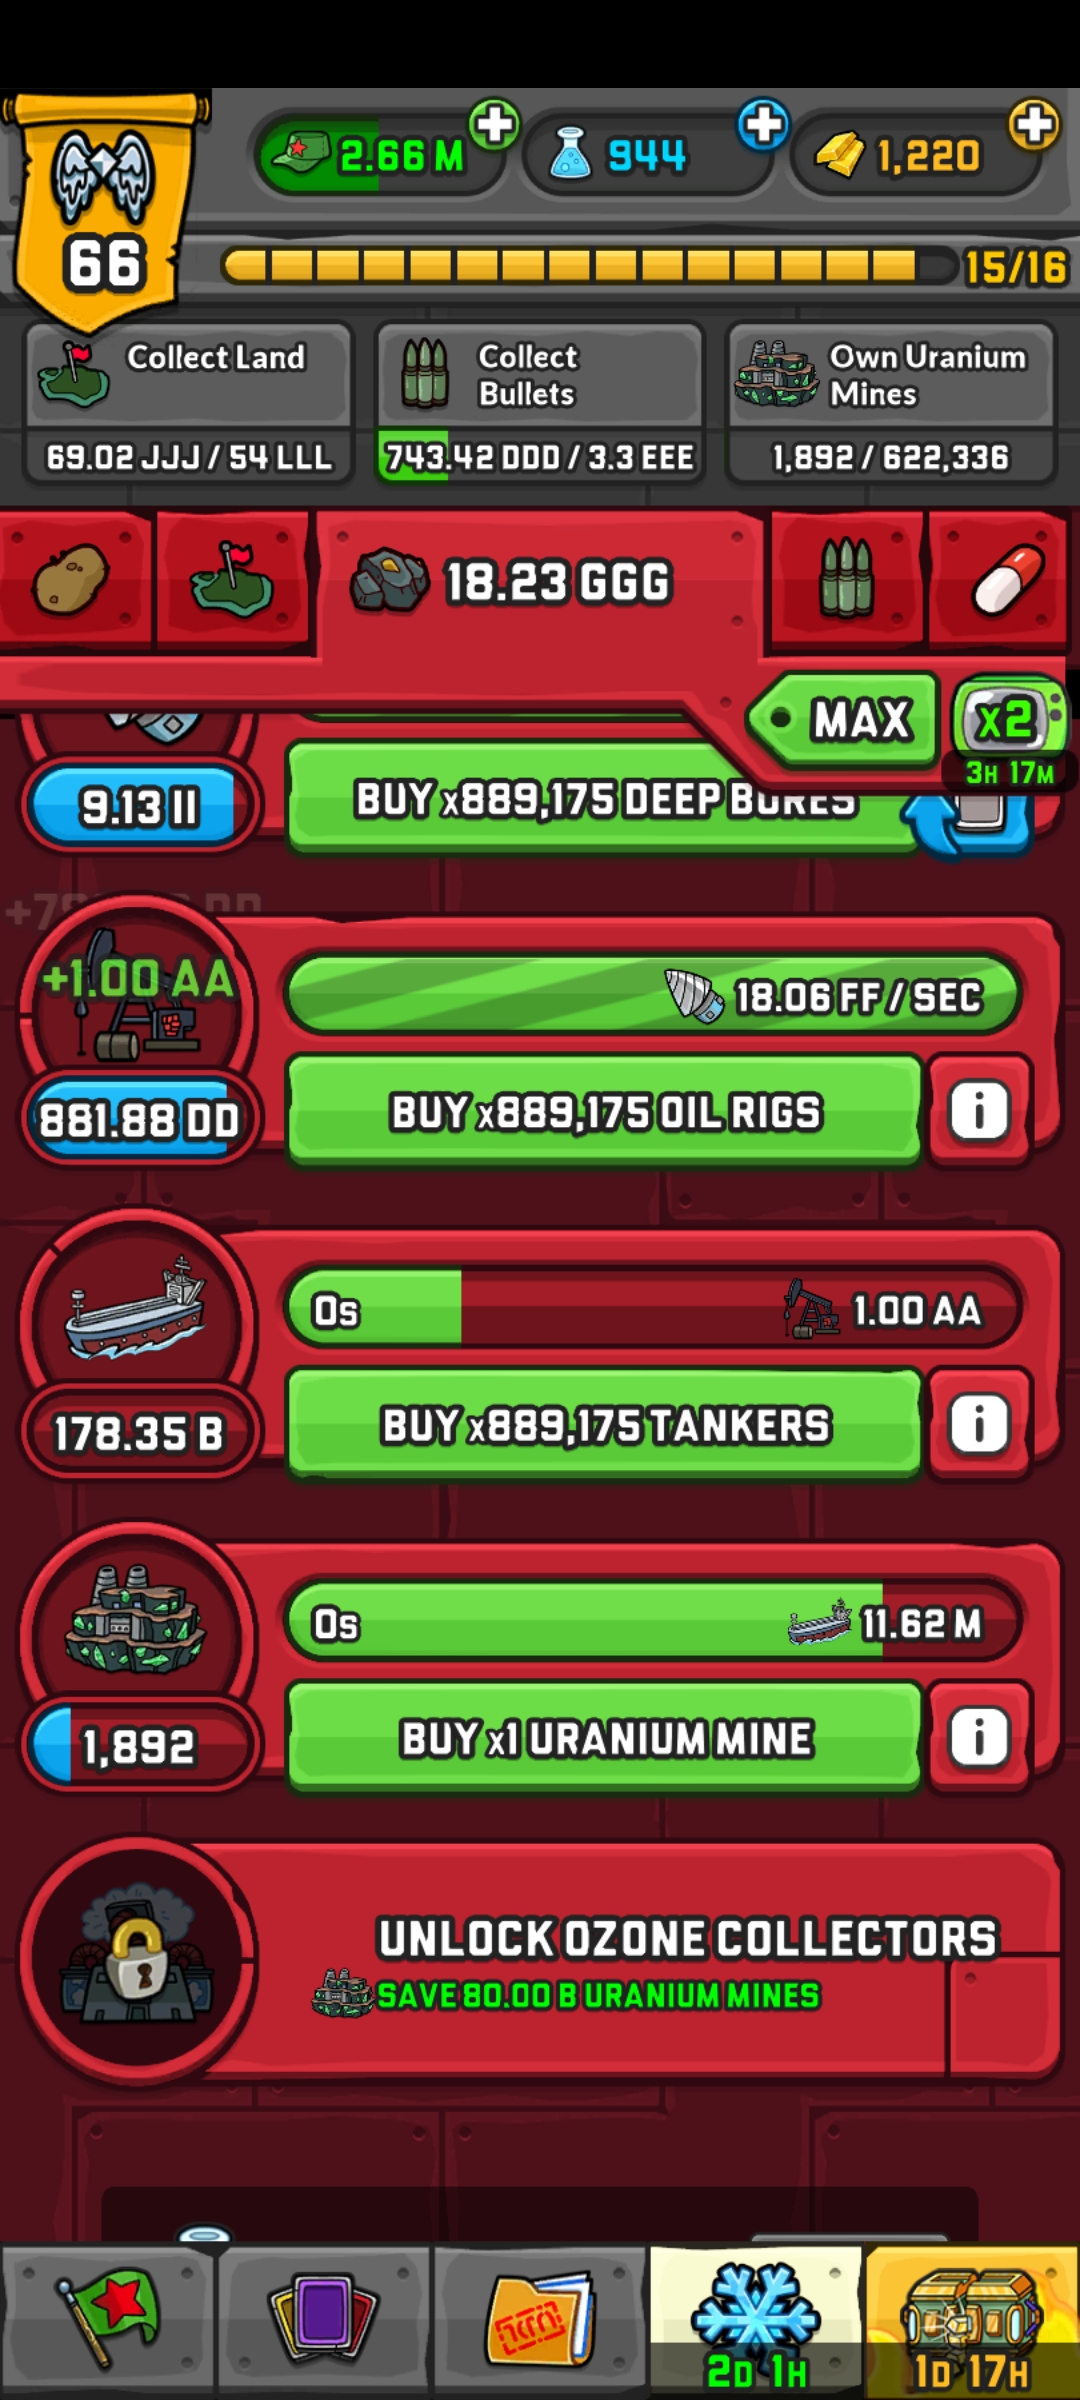 2.66 M
944
1,220
66
15/16
Collect Land
69.02 JJJ / 54 LLL
Collect
Bullets
743.42 DDD / 3.3 EEE
Own Uranium
Mines
1,892 / 622,336
18.23 GGG
MAX
x2
3H 17M
9.13 II
BUY x889,175 DEEP BORES
+1.00 AA
18.06 FF / SEC
881.88 DD
BUY x889,175 OIL RIGS
i
0s
1.00 AA
178.35 B
BUY x889,175 TANKERS
i
0s
11.62 M
1,892
BUY x1 URANIUM MINE
i
UNLOCK OZONE COLLECTORS
SAVE 80.00 B URANIUM MINES
2D 1H
1D 17H